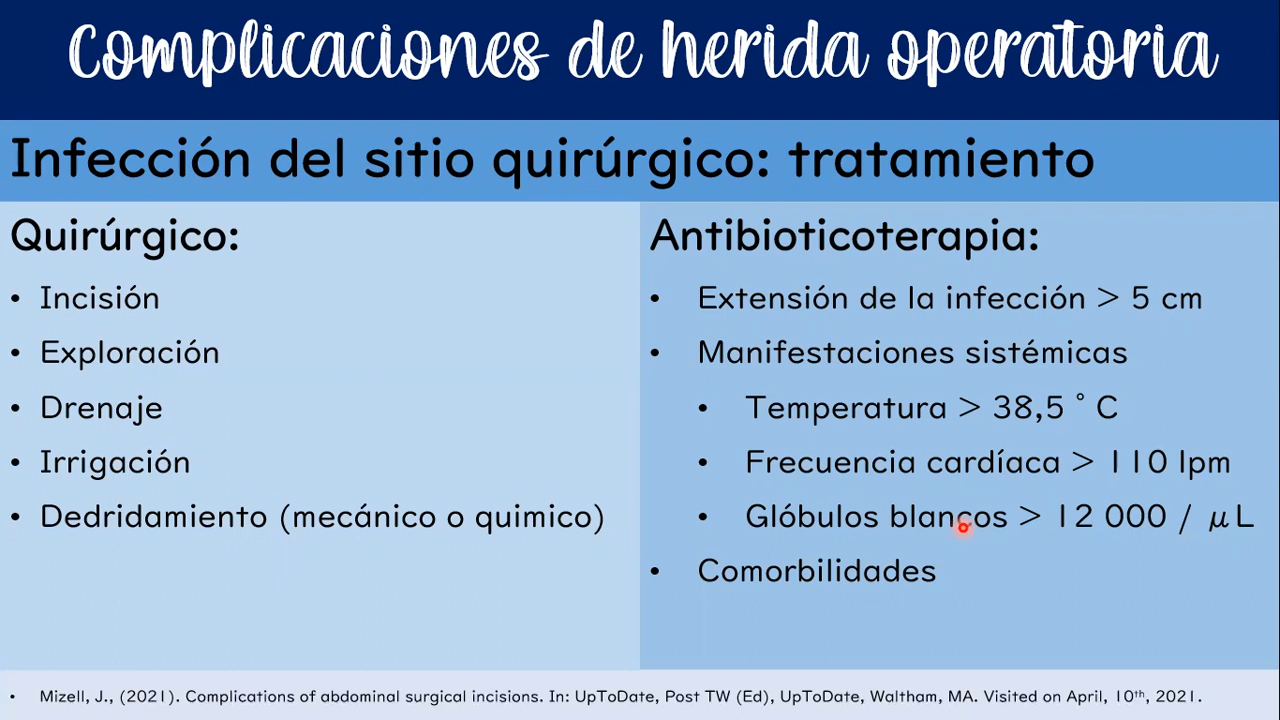 Complicaciones de herida operatoria
Infección del sitio quirúrgico: tratamiento
Quirúrgico:
• Incisión
• Exploración
• Drenaje
• Irrigación
• Dedridamiento (mecánico o quimico)
Antibioticoterapia:
• Extensión de la infección > 5 cm
• Manifestaciones sistémicas
• Temperatura > 38,5 ° C
• Frecuencia cardíaca > 110 lpm
• Glóbulos blancos > 12 000 / μL
• Comorbilidades
• Mizell, J., (2021). Complications of abdominal surgical incisions. In: UpToDate, Post TW (Ed), UpToDate, Waltham, MA. Visited on April, 10th, 2021.